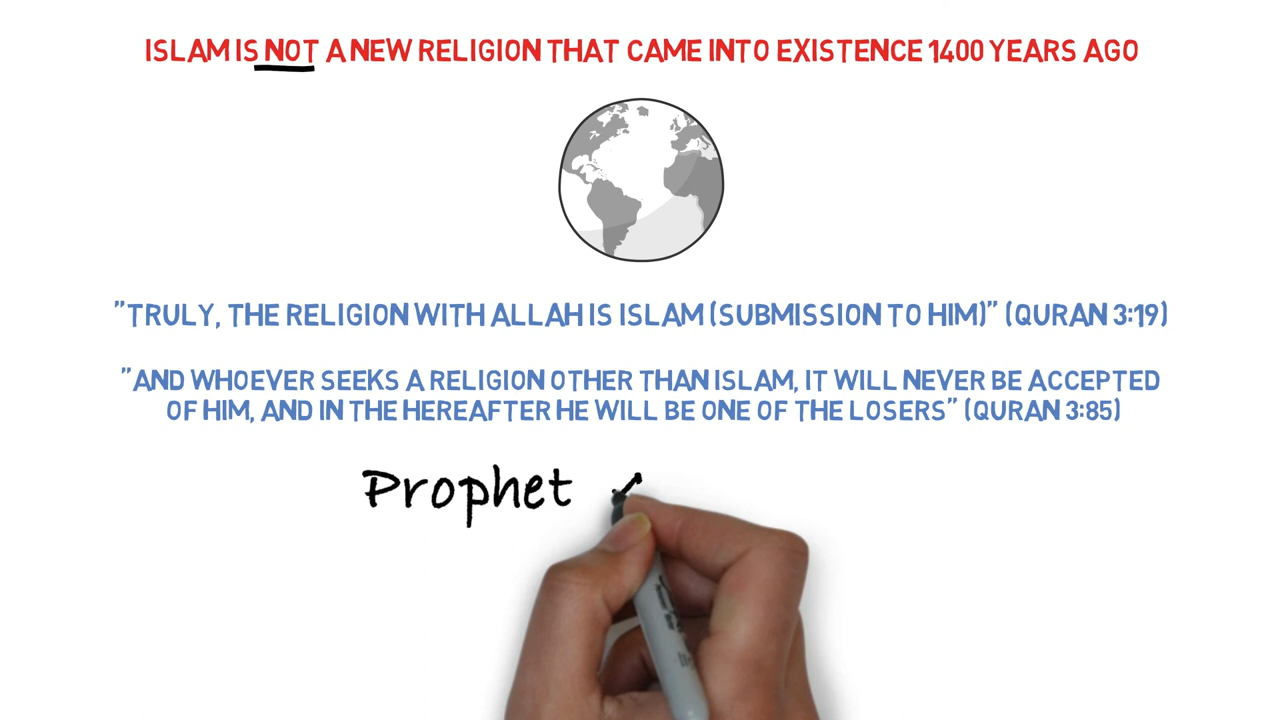 ISLAM IS NOT A NEW RELIGION THAT CAME INTO EXISTENCE 1400 YEARS AGO
"TRULY, THE RELIGION WITH ALLAH IS ISLAM (SUBMISSION TO HIM)" (QURAN 3:19)
"AND WHOEVER SEEKS A RELIGION OTHER THAN ISLAM, IT WILL NEVER BE ACCEPTED
OF HIM, AND IN THE HEREAFTER HE WILL BE ONE OF THE LOSERS" (QURAN 3:85)
Prophet